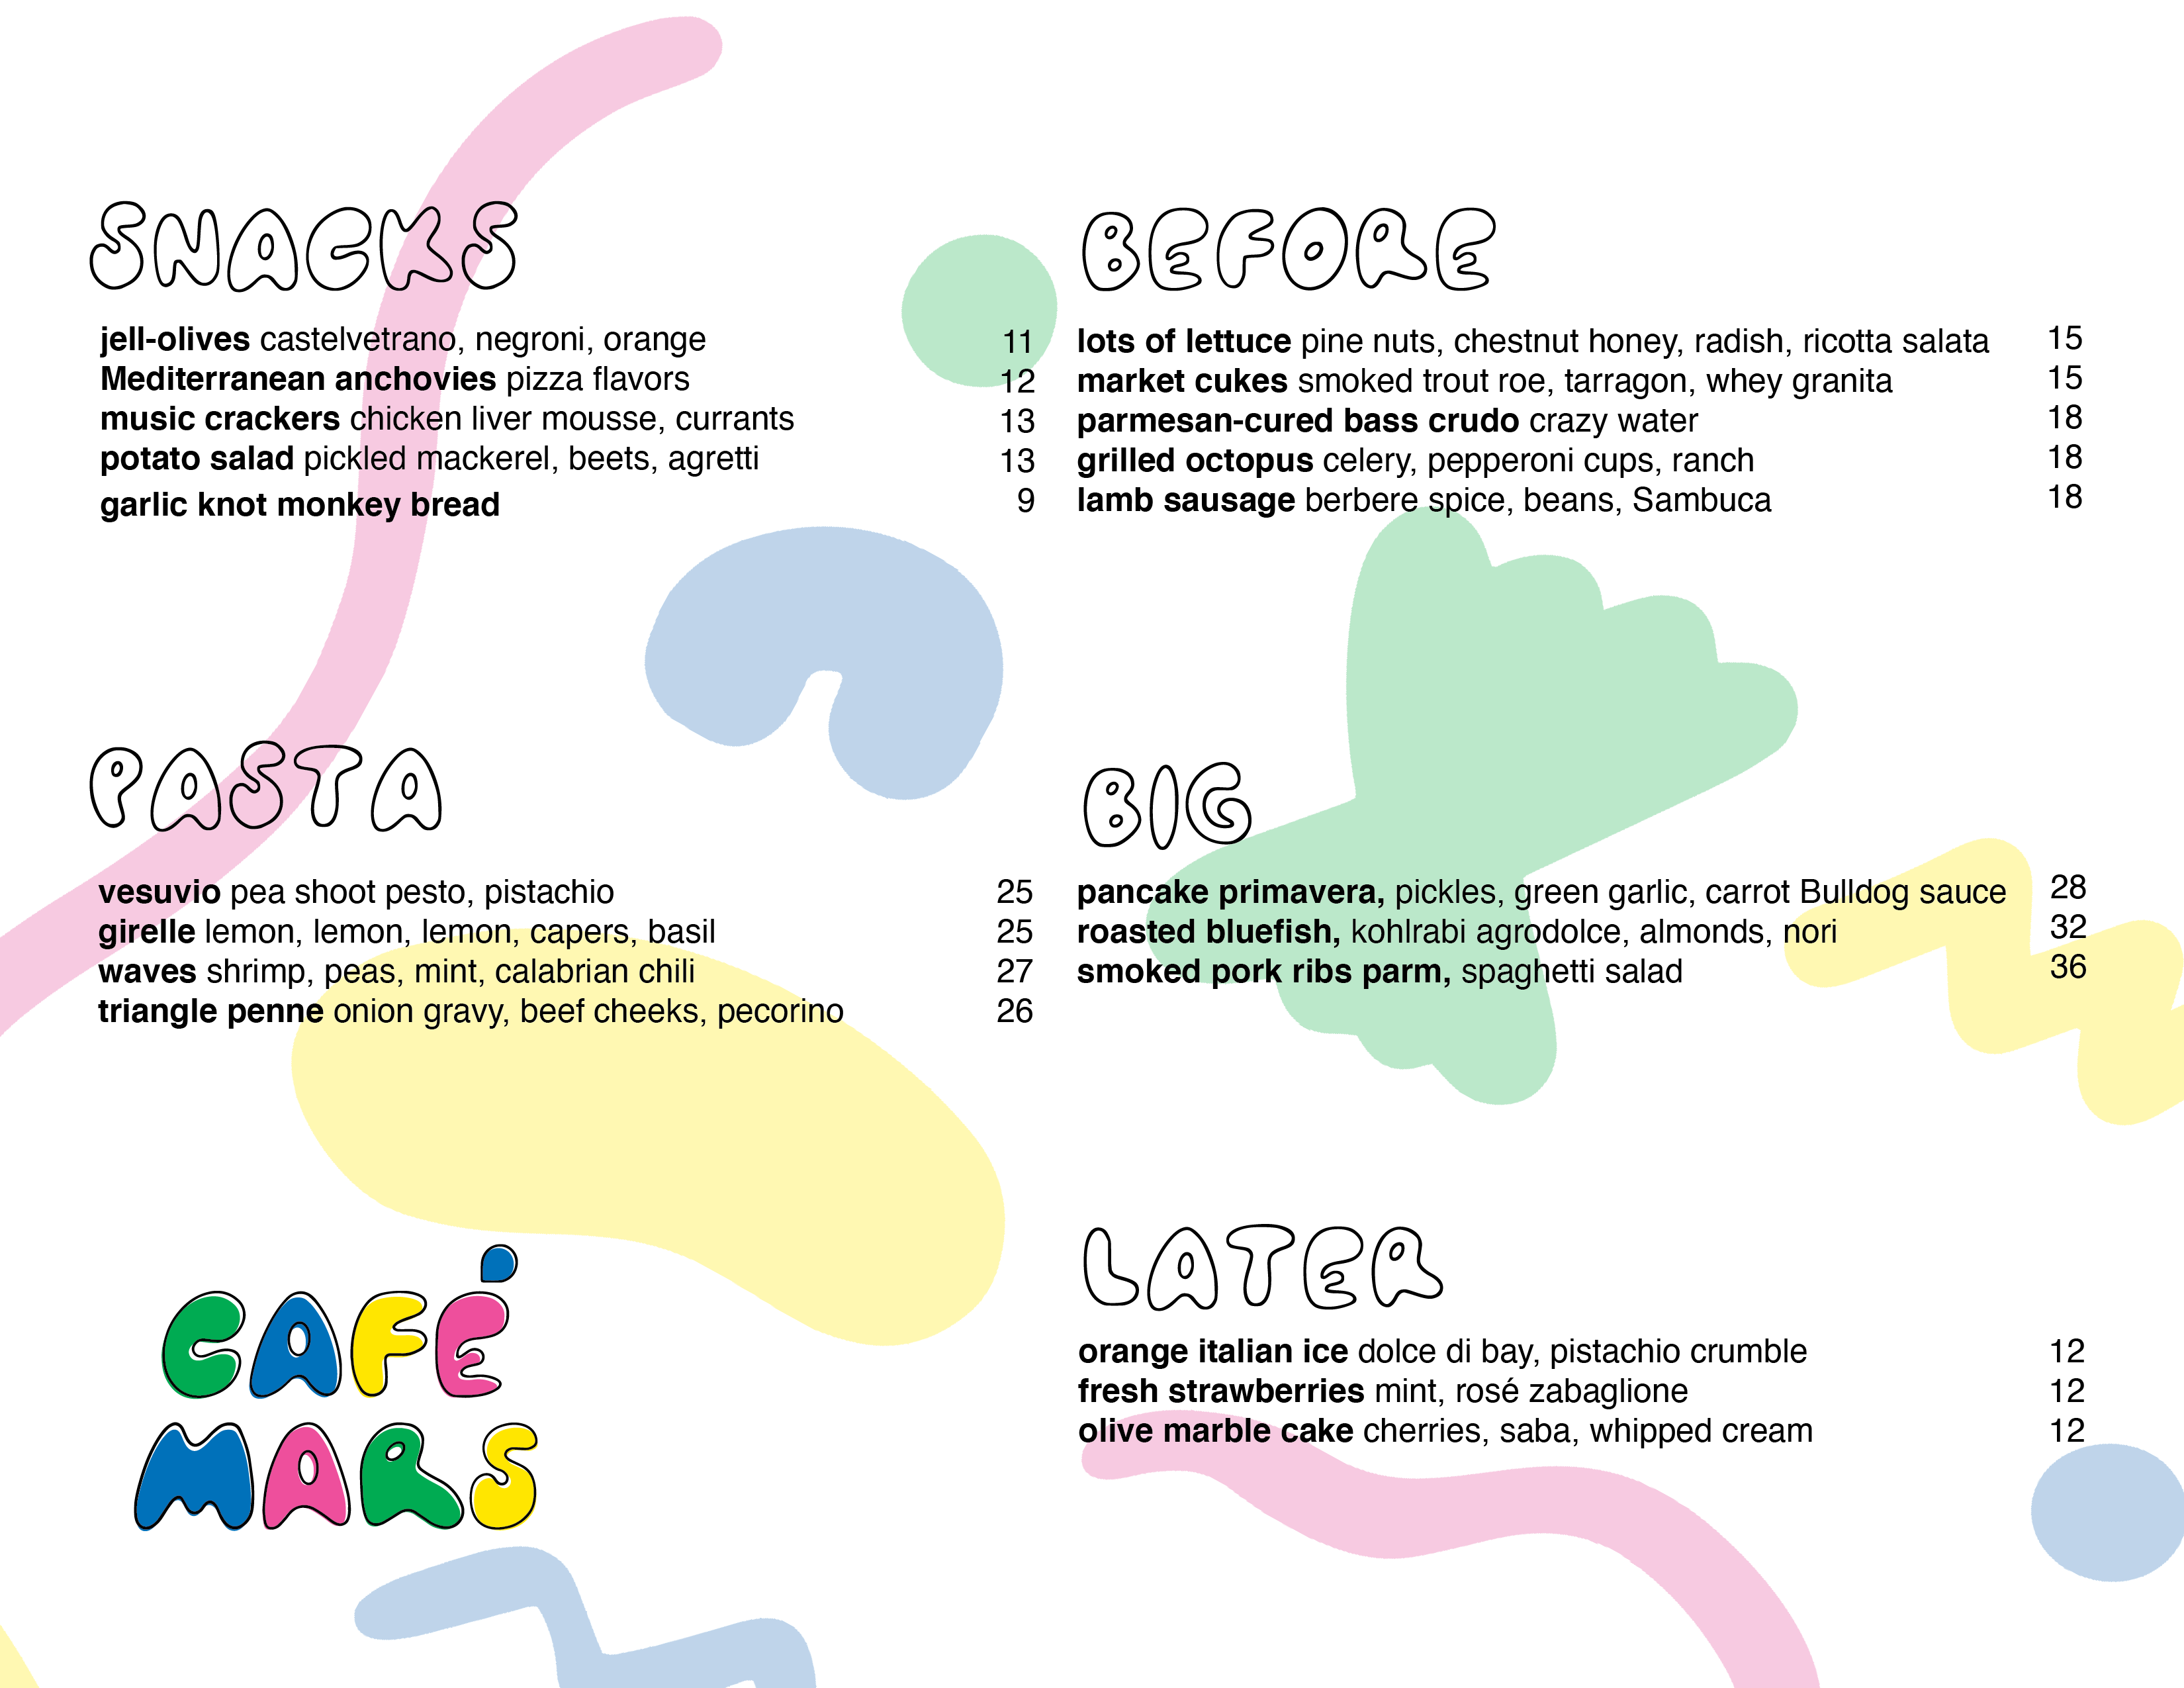 SNACKS
jell-olives castelvetrano, negroni, orange 11
Mediterranean anchovies pizza flavors 12
music crackers chicken liver mousse, currants 13
potato salad pickled mackerel, beets, agretti 13
garlic knot monkey bread 9
BEFORE
lots of lettuce pine nuts, chestnut honey, radish, ricotta salata 15
market cukes smoked trout roe, tarragon, whey granita 15
parmesan-cured bass crudo crazy water 18
grilled octopus celery, pepperoni cups, ranch 18
lamb sausage berbere spice, beans, Sambuca 18
PASTA
vesuvio pea shoot pesto, pistachio 25
girelle lemon, lemon, lemon, capers, basil 25
waves shrimp, peas, mint, calabrian chili 27
triangle penne onion gravy, beef cheeks, pecorino 26
BIG
pancake primavera, pickles, green garlic, carrot Bulldog sauce 28
roasted bluefish, kohlrabi agrodolce, almonds, nori 32
smoked pork ribs parm, spaghetti salad 36
CAFÉ
MARS
LATER
orange italian ice dolce di bay, pistachio crumble 12
fresh strawberries mint, rosé zabaglione 12
olive marble cake cherries, saba, whipped cream 12